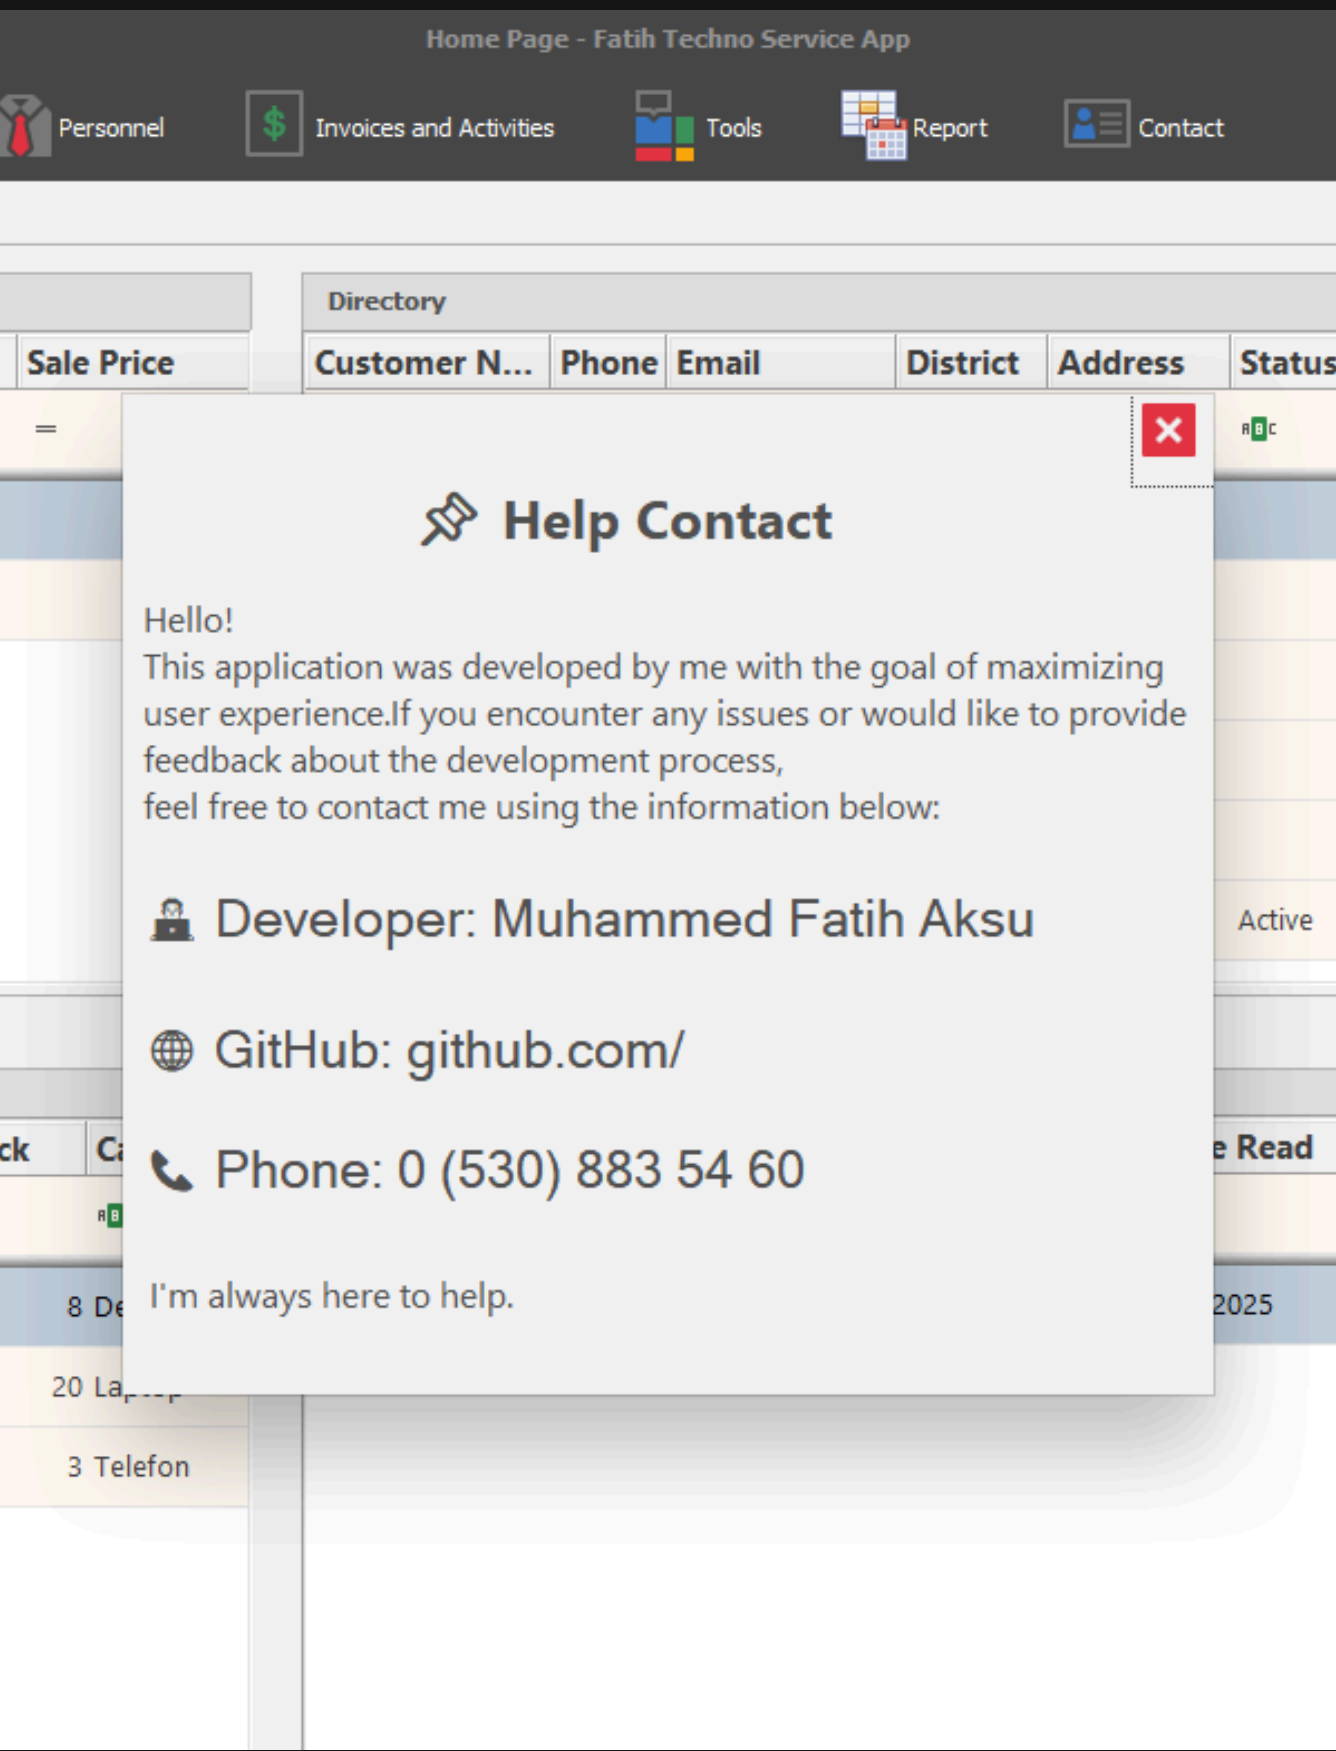 Home Page - Fatih Techno Service App
Personnel
Invoices and Activities
Tools
Report
Contact
Directory
Sale Price
Customer N...
Phone
Email
District
Address
Status
=
ABC
Help Contact
Hello!
This application was developed by me with the goal of maximizing
user experience.If you encounter any issues or would like to provide
feedback about the development process,
feel free to contact me using the information below:
Developer: Muhammed Fatih Aksu
Active
GitHub: github.com/
Phone: 0 (530) 883 54 60
Read
I'm always here to help.
8
2025
20
3 Telefon